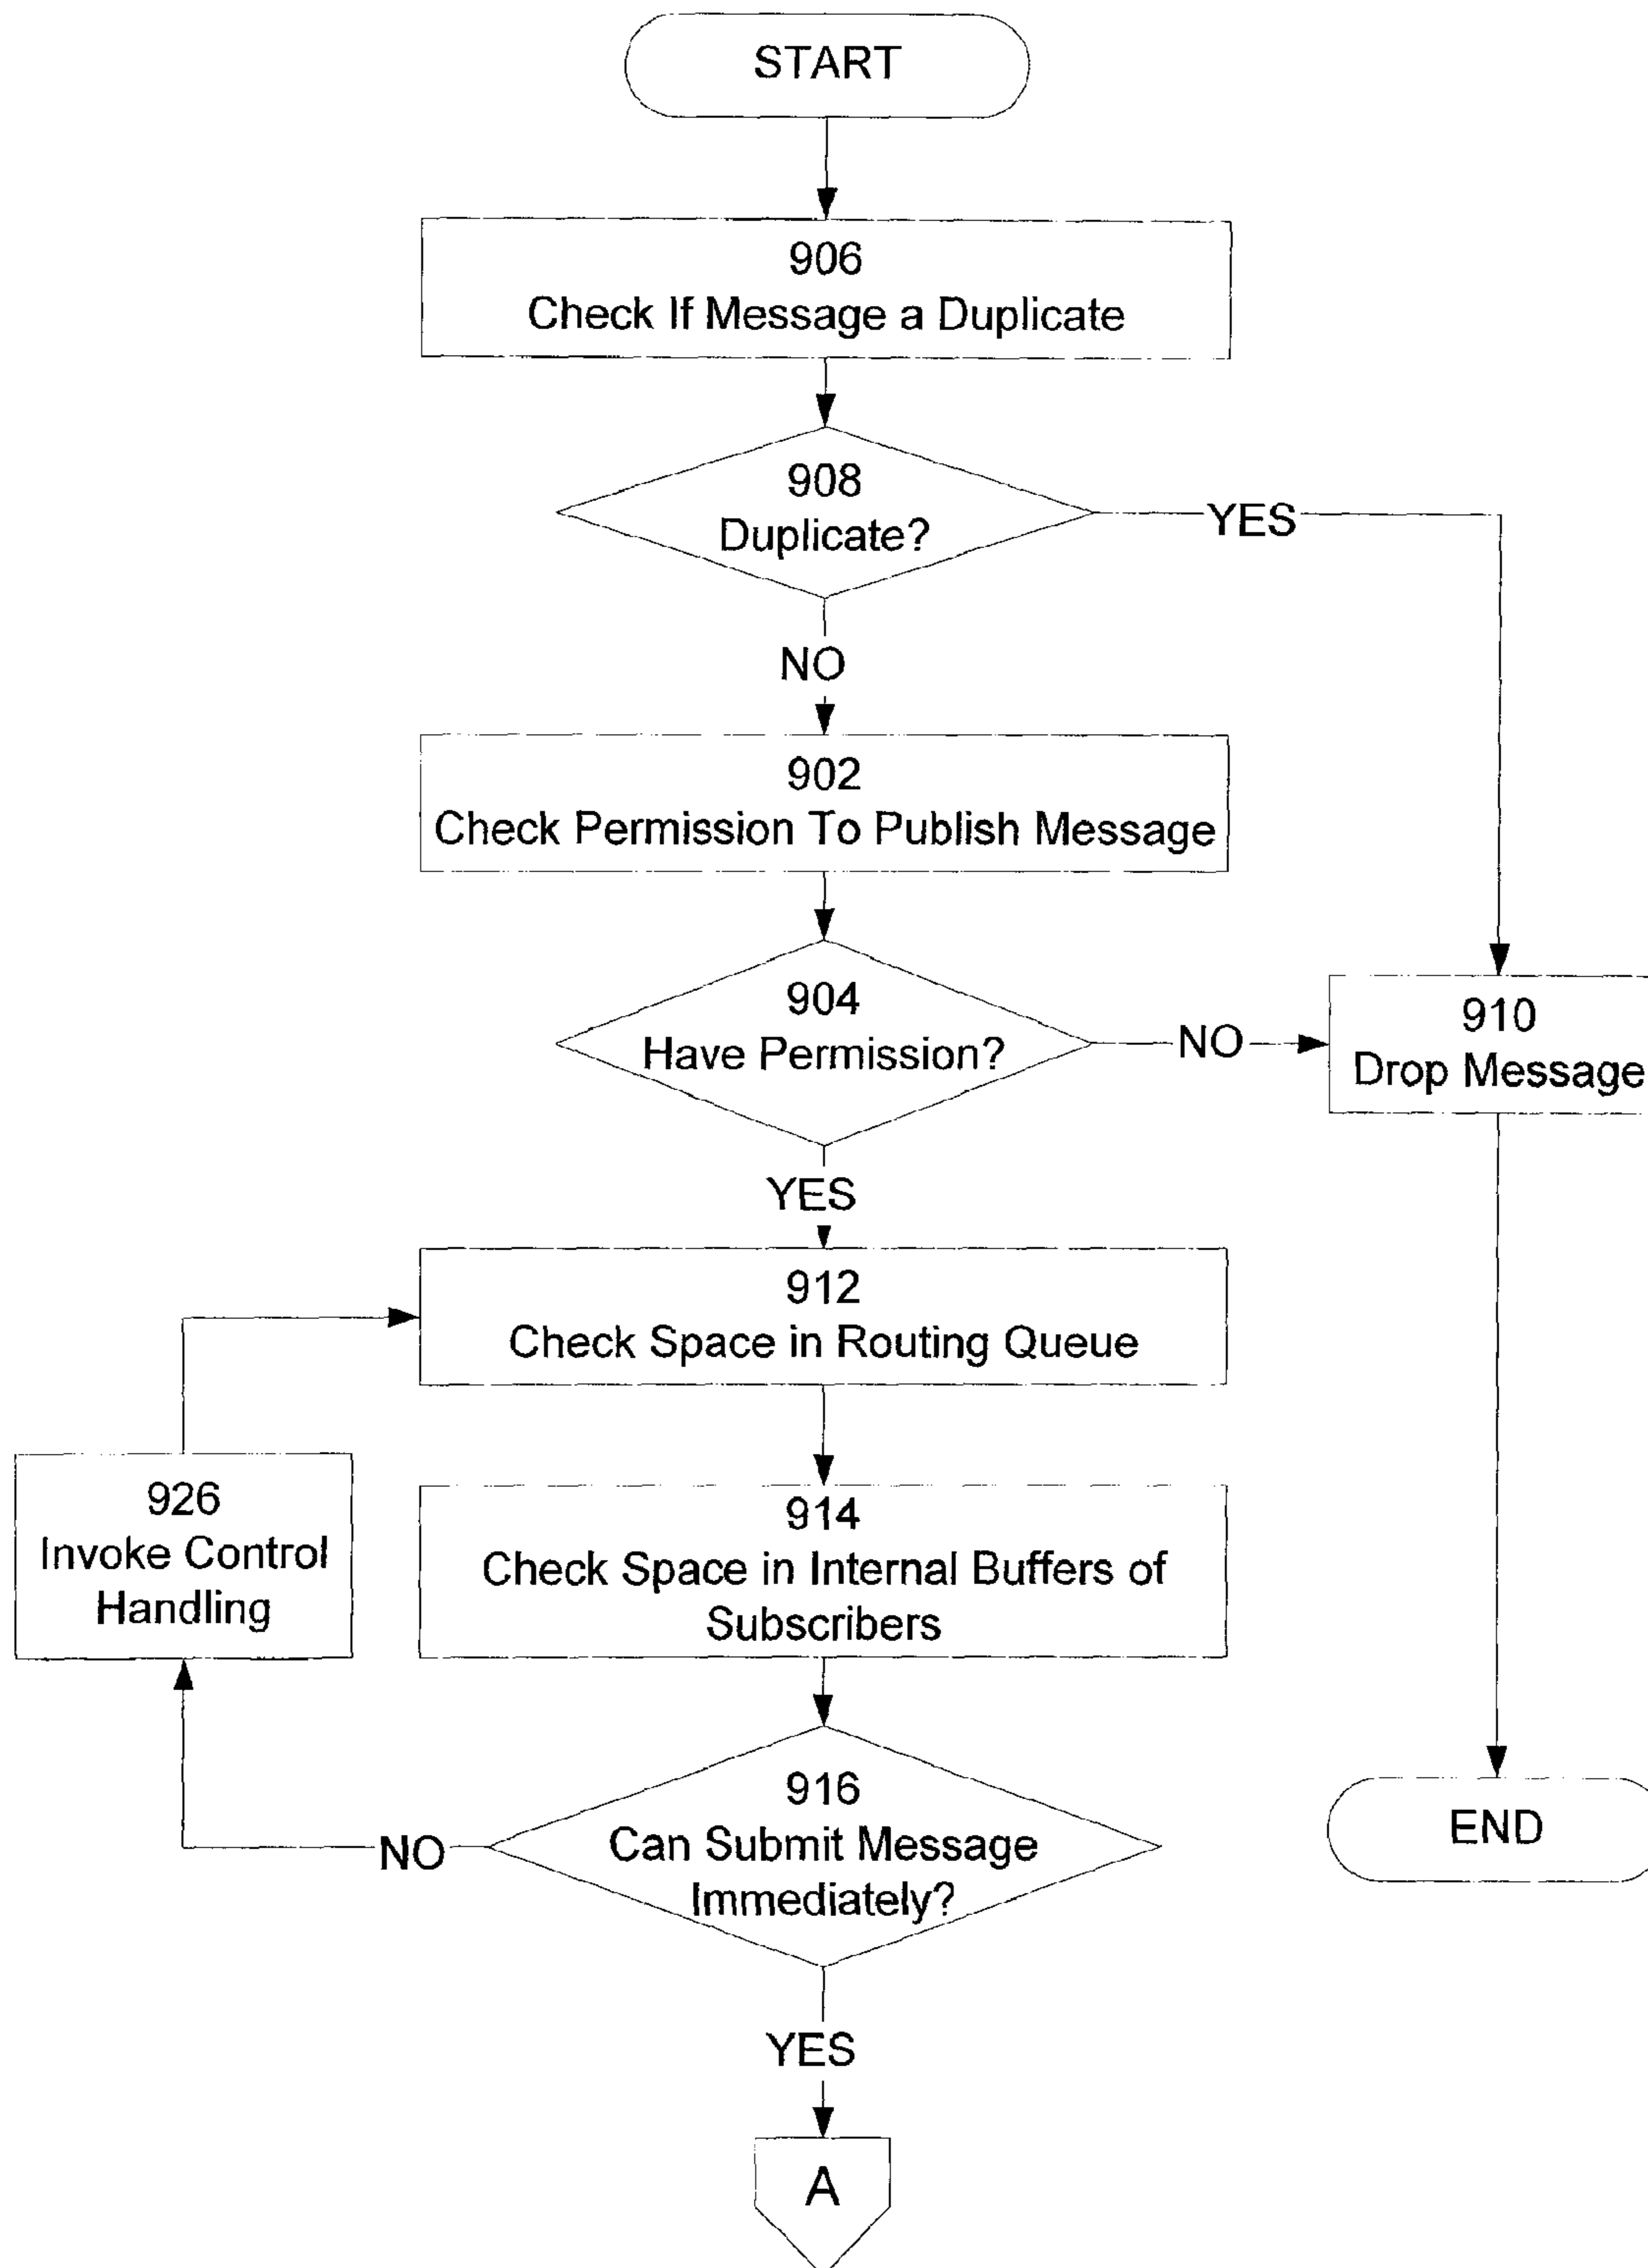 START
906
Check If Message a Duplicate
908
Duplicate?
YES
NO
902
Check Permission To Publish Message
904
Have Permission?
NO
910
Drop Message
YES
912
Check Space in Routing Queue
926
Invoke Control
Handling
914
Check Space in Internal Buffers of
Subscribers
916
Can Submit Message
Immediately?
NO
END
YES
A